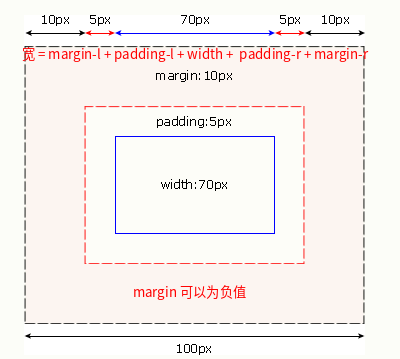 10px 5px 70px 5px 10px
宽 = margin-l + padding-l + width + padding-r + margin-r
margin:10px
padding:5px
width:70px
margin 可以为负值
100px